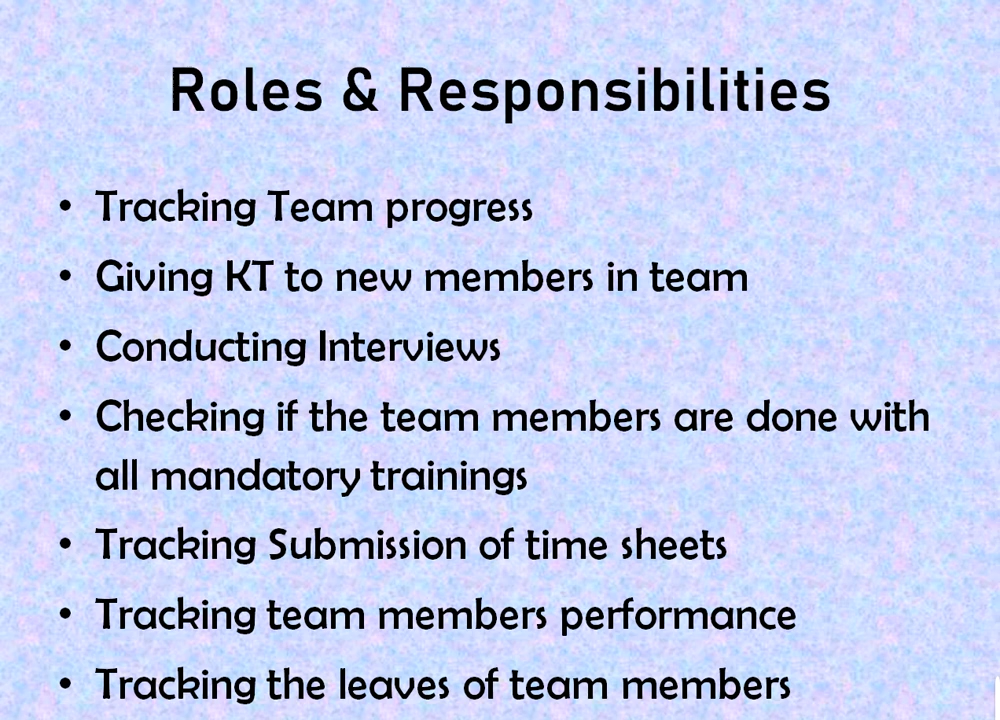 Roles & Responsibilities
• Tracking Team progress
• Giving KT to new members in team
• Conducting Interviews
• Checking if the team members are done with
all mandatory trainings
• Tracking Submission of time sheets
• Tracking team members performance
• Tracking the leaves of team members